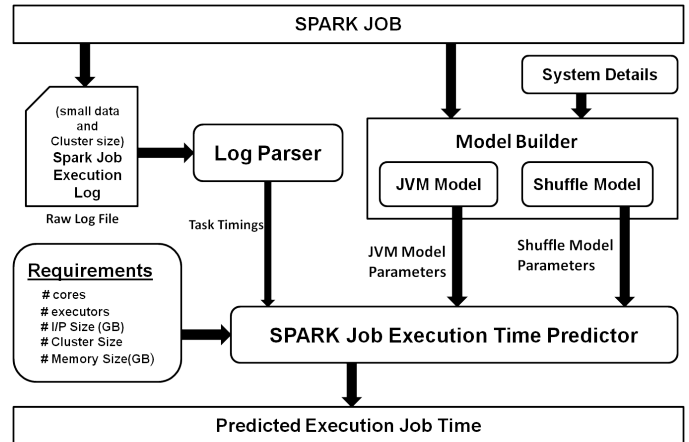 SPARK JOB
System Details
(small data
and
Cluster size)
Spark Job
Execution
Log
Raw Log File
Log Parser
Model Builder
JVM Model
Shuffle Model
Task Timings
JVM Model
Parameters
Shuffle Model
Parameters
Requirements
# cores
# executors
# I/P Size (GB)
# Cluster Size
# Memory Size(GB)
SPARK Job Execution Time Predictor
Predicted Execution Job Time